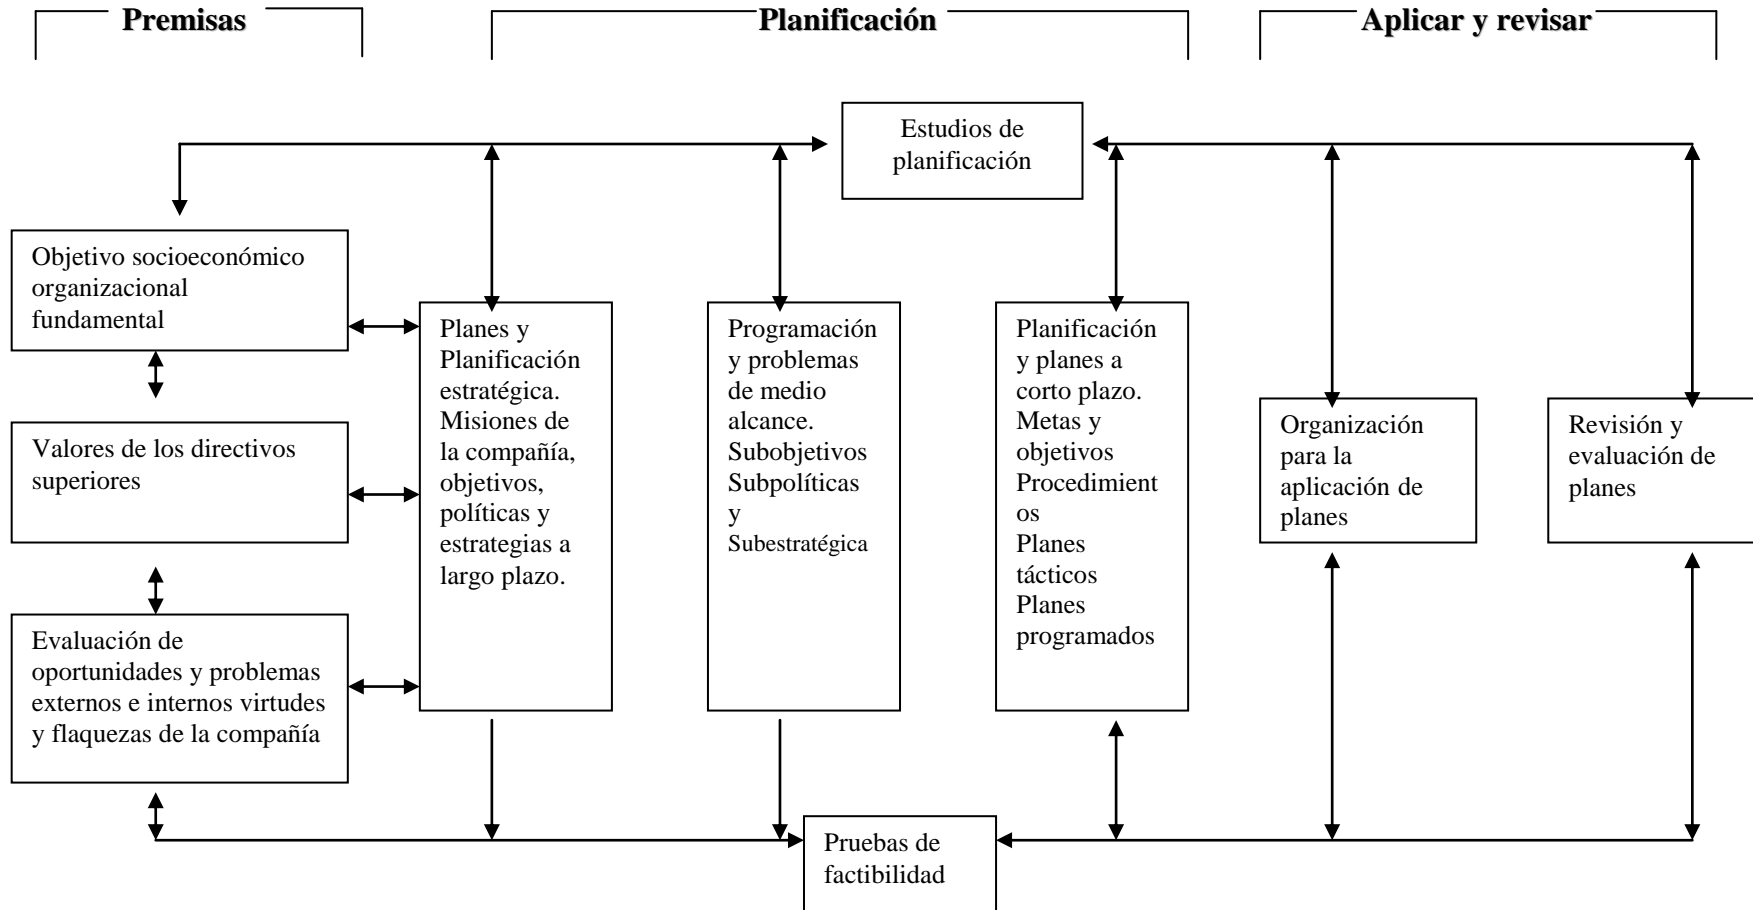 Premisas
Planificación
Aplicar y revisar
Estudios de
planificación
Objetivo socioeconómico
organizacional
fundamental
Valores de los directivos
superiores
Evaluación de
oportunidades y problemas
externos e internos virtudes
y flaquezas de la compañía
Planes y
Planificación
estratégica.
Misiones de
la compañía,
objetivos,
políticas y
estrategias a
largo plazo.
Programación
y problemas
de medio
alcance.
Subobjetivos
Subpolíticas
y
Subestratégica
Planificación
y planes a
corto plazo.
Metas y
objetivos
Procedimient
os
Planes
tácticos
Planes
programados
Organización
para la
aplicación de
planes
Revisión y
evaluación de
planes
Pruebas de
factibilidad